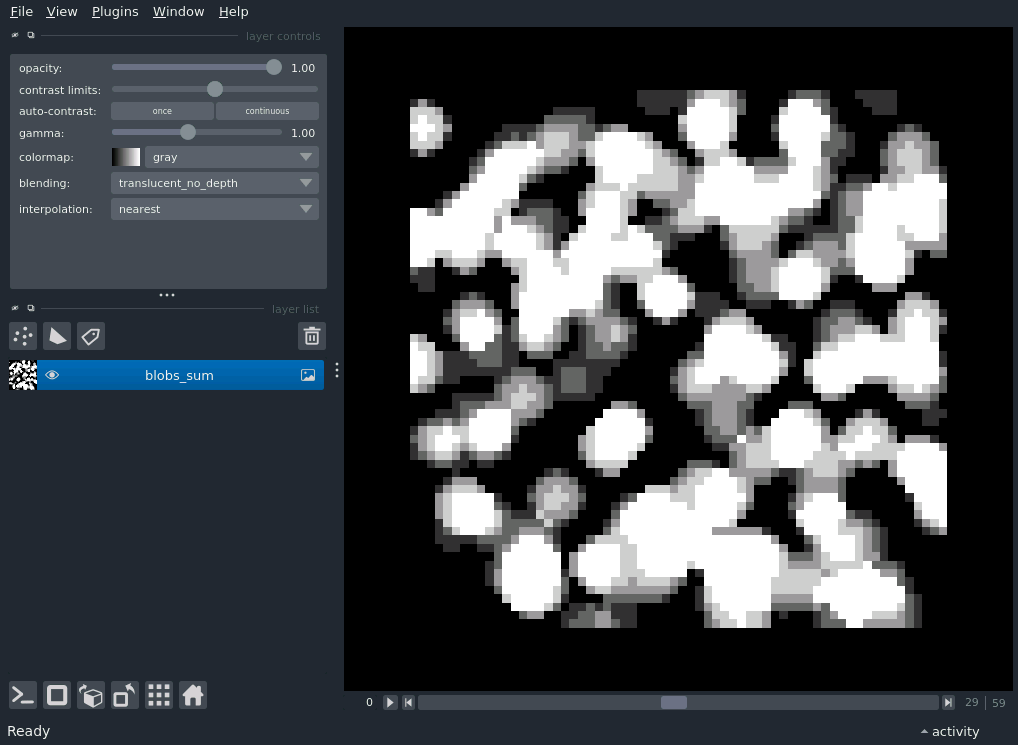 File View Plugins Window Help
layer controls
opacity: 1.00
contrast limits:
auto-contrast: once continuous
gamma: 1.00
colormap: gray
blending: translucent_no_depth
interpolation: nearest
layer list
blobs_sum
0 29 59
Ready activity